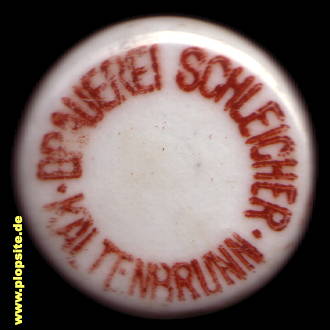 BRAUEREI SCHLEICHER
· KALTENBRUNN ·
www.plopsite.de